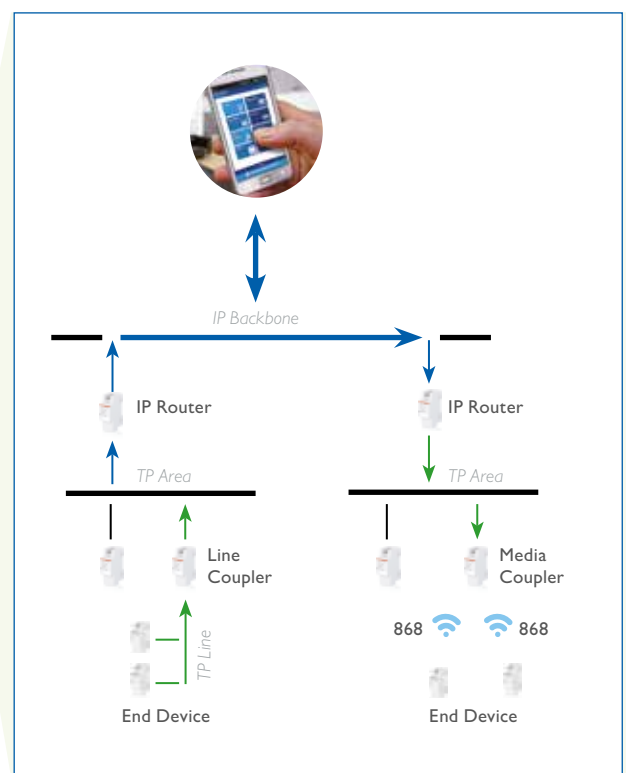 IP Backbone
IP Router
IP Router
TP Area
TP Area
Line
Coupler
Media
Coupler
868
868
TP Line
End Device
End Device